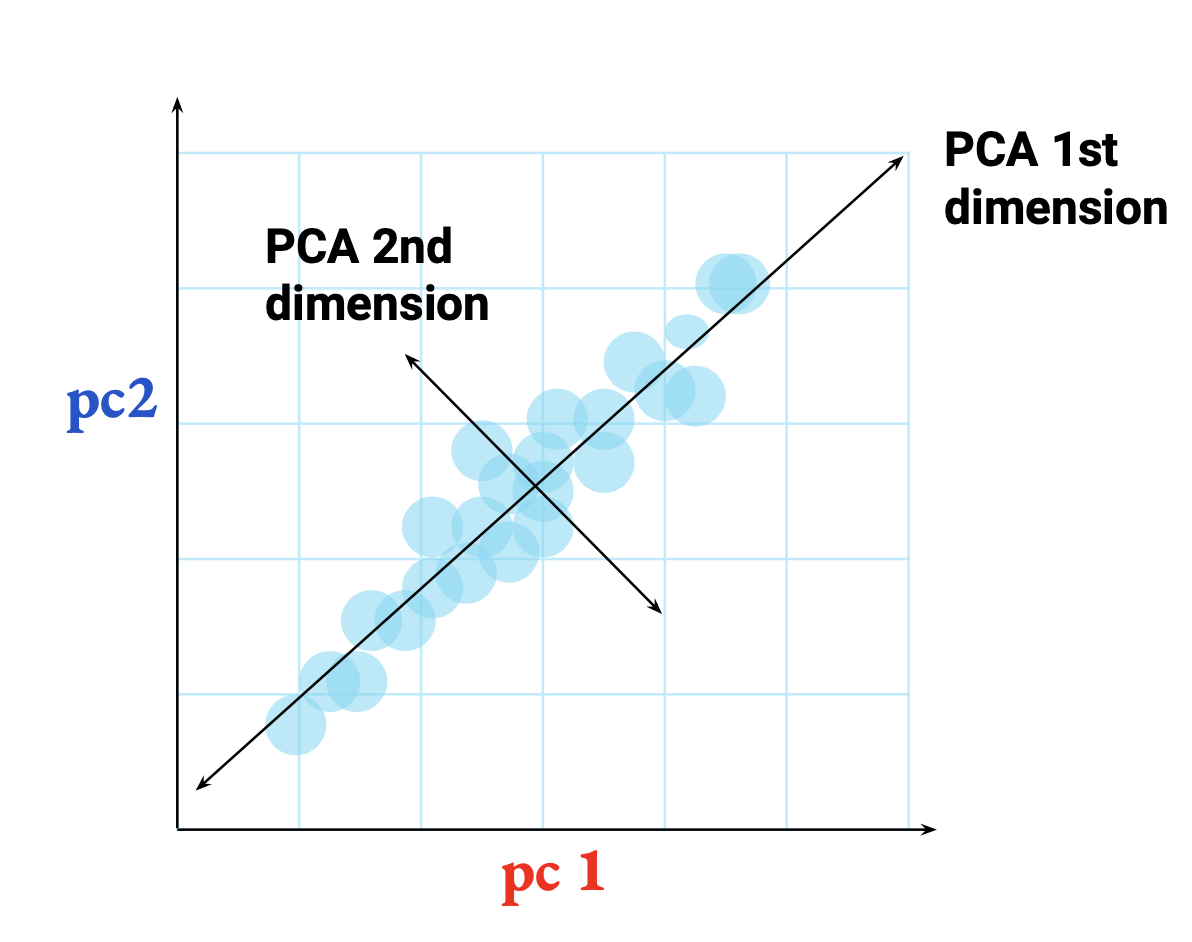 PCA 1st
dimension
PCA 2nd
dimension
pc2
pc 1